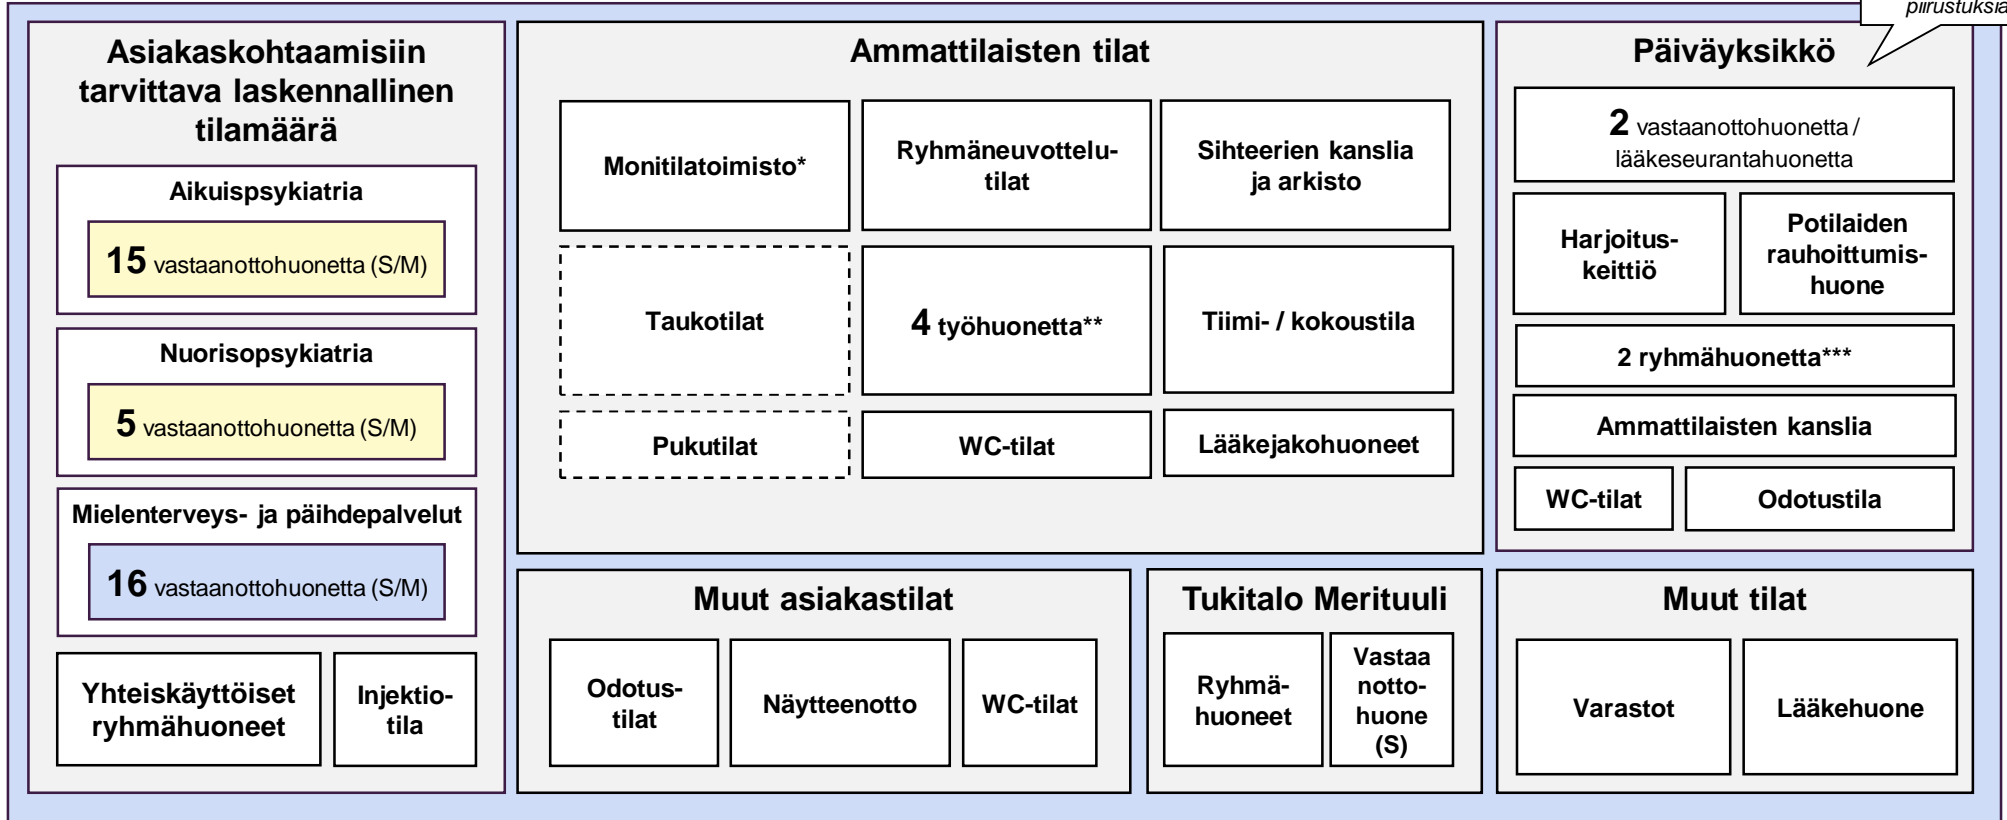 piirustuksia
Asiakaskohtaamisiin
tarvittava laskennallinen
tilamäärä
Aikuispsykiatria
15 vastaanottohuonetta (S/M)
Nuorisopsykiatria
5 vastaanottohuonetta (S/M)
Mielenterveys- ja päihdepalvelut
16 vastaanottohuonetta (S/M)
Yhteiskäyttöiset
ryhmähuoneet
Injektio-
tila
Ammattilaisten tilat
Monitilatoimisto*
Ryhmäneuvottelu-
tilat
Sihteerien kanslia
ja arkisto
Taukotilat
4 työhuonetta**
Tiimi- / kokoustila
Pukutilat
WC-tilat
Lääkejakohuoneet
Päiväyksikkö
2 vastaanottohuonetta /
lääkeseurantahuonetta
Harjoitus-
keittiö
Potilaiden
rauhoittumis-
huone
2 ryhmähuonetta***
Ammattilaisten kanslia
WC-tilat
Odotustila
Muut asiakastilat
Odotus-
tilat
Näytteenotto
WC-tilat
Tukitalo Merituuli
Ryhmä-
huoneet
Vastaa
notto-
huone
(S)
Muut tilat
Varastot
Lääkehuone